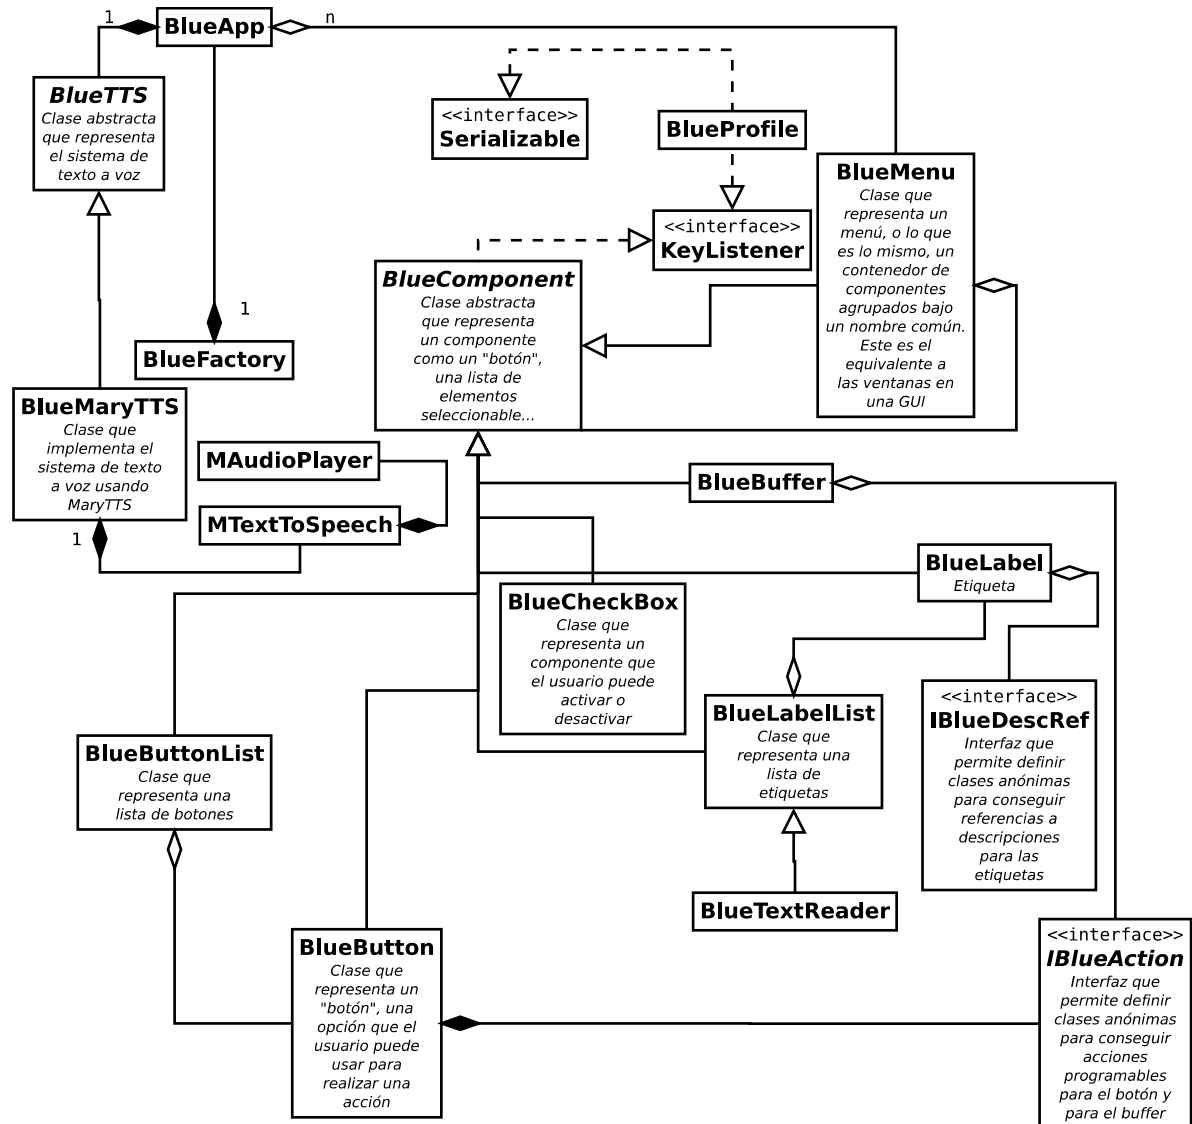 1
BlueApp
n
BlueTTS
Clase abstracta
que representa
el sistema de
texto a voz
<<interface>>
Serializable
BlueProfile
BlueMenu
Clase que
representa un
menú, o lo que
es lo mismo, un
contenedor de
componentes
agrupados bajo
un nombre común.
Este es el
equivalente a
las ventanas en
una GUI
<<interface>>
KeyListener
BlueComponent
Clase abstracta
que representa
un componente
como un "botón",
una lista de
elementos
seleccionable...
1
BlueFactory
BlueMaryTTS
Clase que
implementa el
sistema de texto
a voz usando
MaryTTS
1
MAudioPlayer
MTextToSpeech
BlueBuffer
BlueLabel
Etiqueta
BlueCheckBox
Clase que
representa un
componente que
el usuario puede
activar o
desactivar
BlueLabelList
Clase que
representa una
lista de
etiquetas
<<interface>>
IBlueDescRef
Interfaz que
permite definir
clases anónimas
para conseguir
referencias a
descripciones
para las
etiquetas
BlueButtonList
Clase que
representa una
lista de botones
BlueTextReader
BlueButton
Clase que
representa un
"botón", una
opción que el
usuario puede
usar para
realizar una
acción
<<interface>>
IBlueAction
Interfaz que
permite definir
clases anónimas
para conseguir
acciones
programables
para el botón y
para el buffer